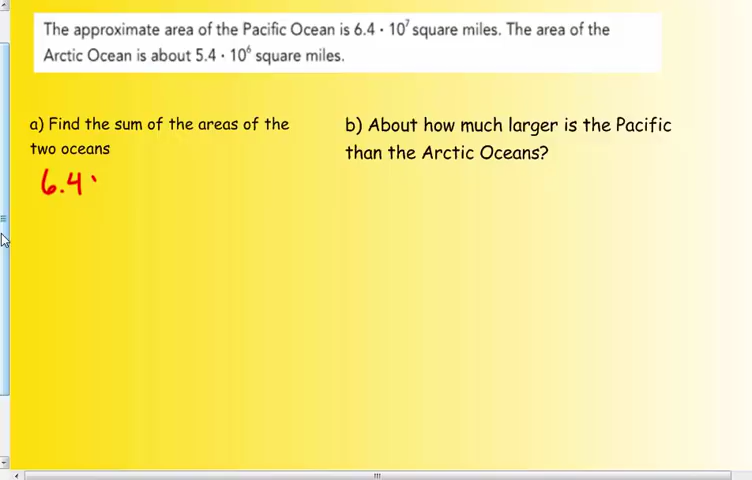 The approximate area of the Pacific Ocean is 6.4 · 10⁷ square miles. The area of the
Arctic Ocean is about 5.4 · 10⁶ square miles.
a) Find the sum of the areas of the
two oceans
6.4 ·
b) About how much larger is the Pacific
than the Arctic Oceans?